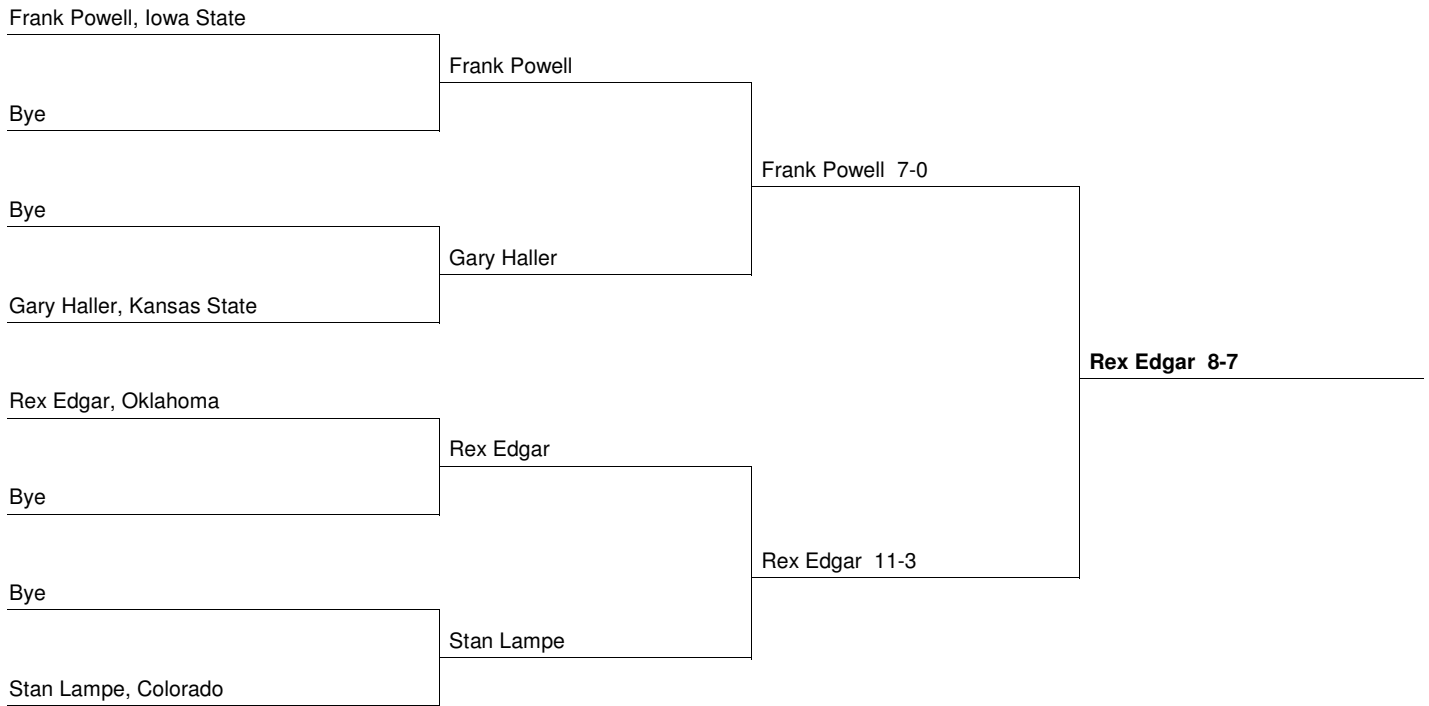 Frank Powell, Iowa State
Frank Powell
Bye
Frank Powell 7-0
Bye
Gary Haller
Gary Haller, Kansas State
Rex Edgar 8-7
Rex Edgar, Oklahoma
Rex Edgar
Bye
Rex Edgar 11-3
Bye
Stan Lampe
Stan Lampe, Colorado